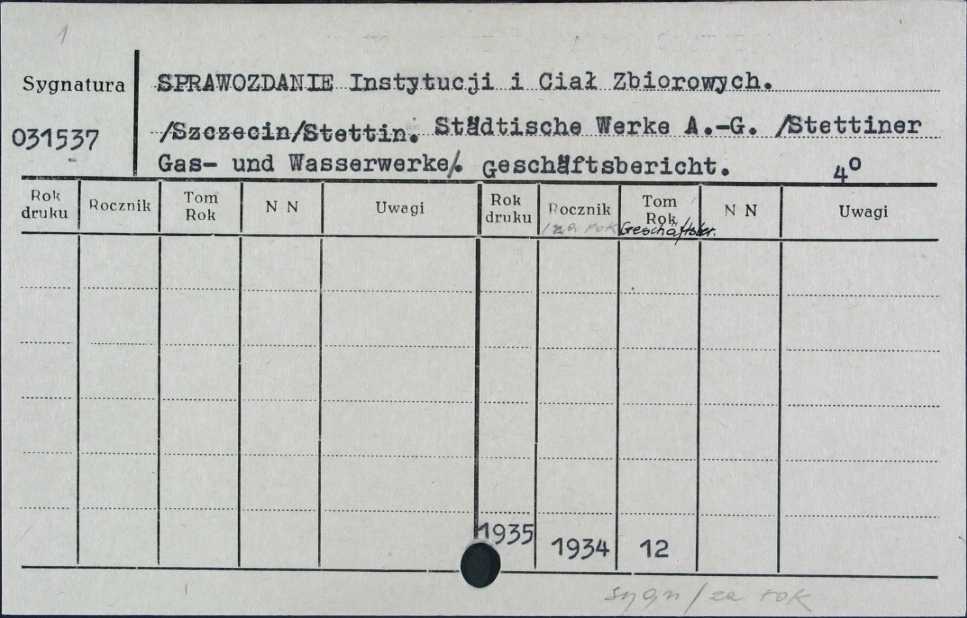 1
Sygnatura SPRAWOZDANIE Instytucji i Ciał Zbiorowych.
031537 /Szczecin/Stettin. Städtische Werke A.-G. /Stettiner
Gas- und Wasserwerke/. Geschäftsbericht. 4°
Rok druku Rocznik Tom Rok N N Uwagi Rok druku Rocznik Tom Rok N N Uwagi
/za rok Geschäftsber.
1935 1934 12
sygn / za rok